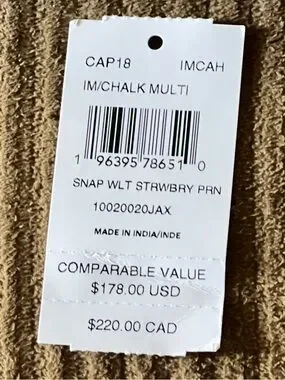 CAP18 IMCAH
IM/CHALK MULTI
1 96395 78651 0
SNAP WLT STRWBRY PRN
10020020JAX
MADE IN INDIA/INDE
COMPARABLE VALUE
$178.00 USD
$220.00 CAD